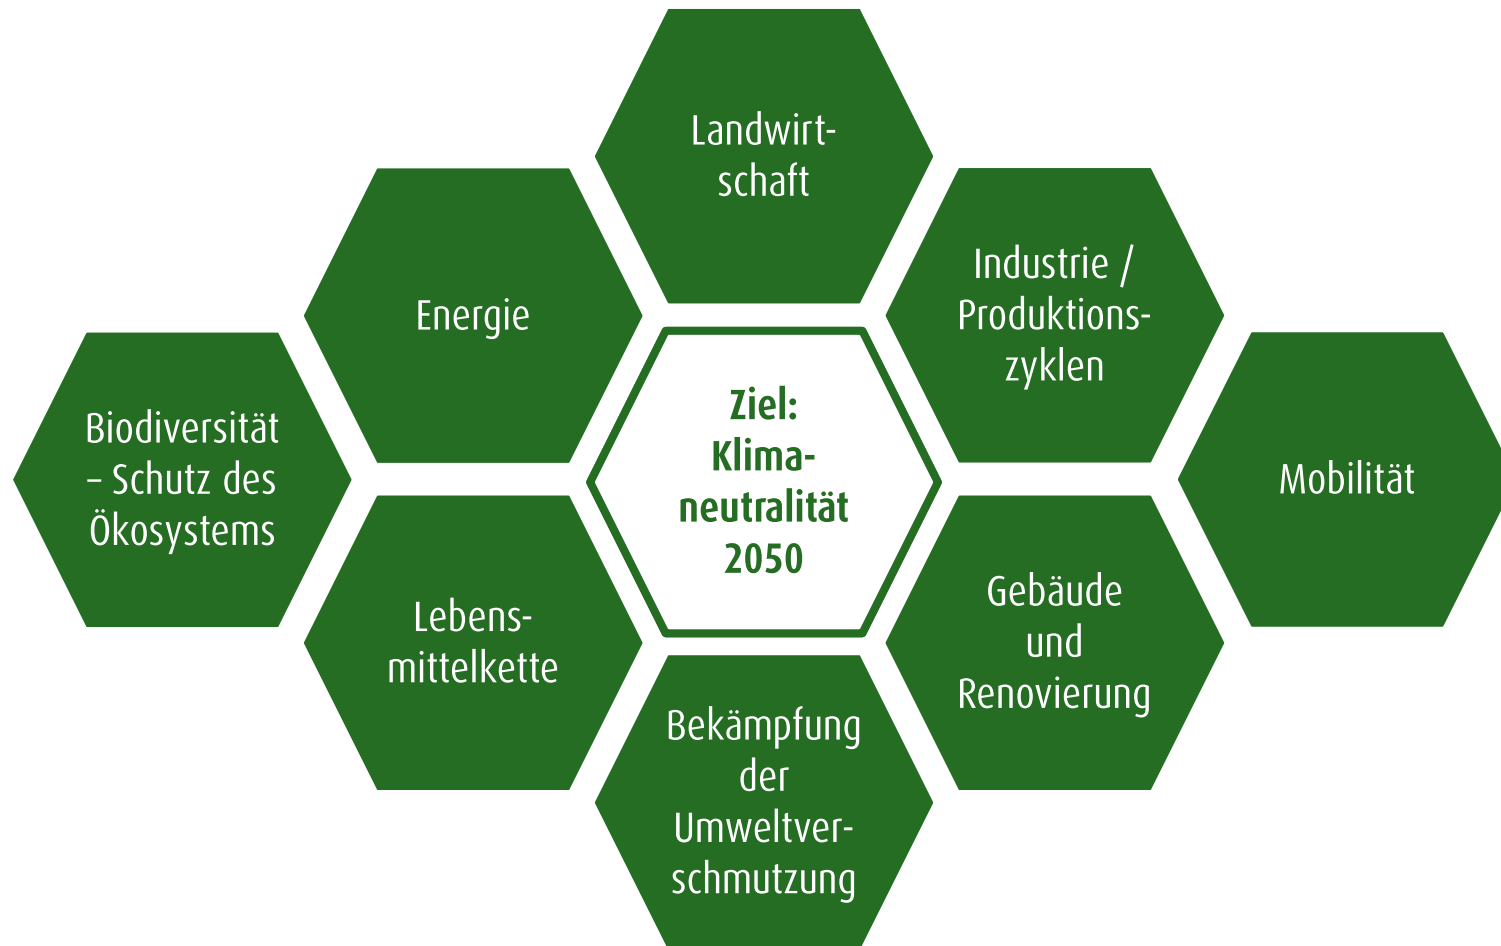 Landwirt-
schaft
Energie
Industrie /
Produktions-
zyklen
Biodiversität
– Schutz des
Ökosystems
Ziel:
Klima-
neutralität
2050
Mobilität
Lebens-
mittelkette
Gebäude
und
Renovierung
Bekämpfung
der
Umweltver-
schmutzung